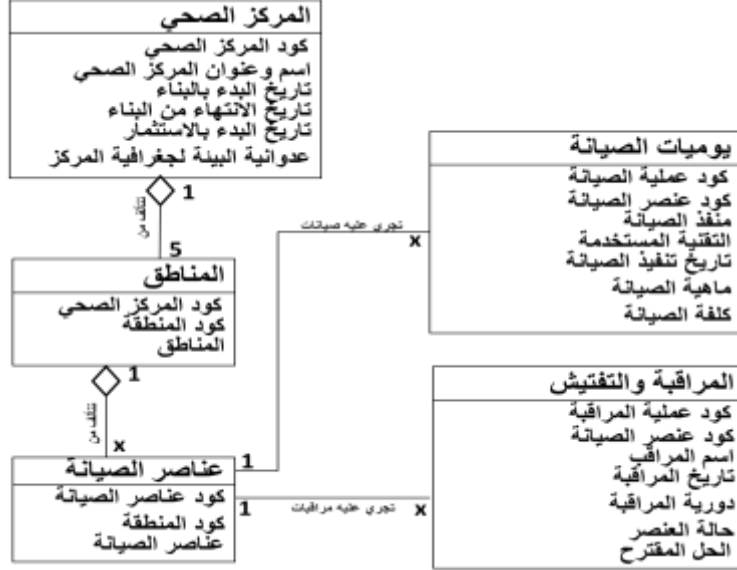 المركز الصحي
كود المركز الصحي
اسم وعنوان المركز الصحي
تاريخ البدء بالبناء
تاريخ الانتهاء من البناء
تاريخ البدء بالاستثمار
عدوانية البيئة لجغرافية المركز
1
تتألف من
5
المناطق
كود المركز الصحي
كود المنطقة
المناطق
1
تتألف من
x
عناصر الصيانة
كود عناصر الصيانة
كود المنطقة
عناصر الصيانة
1
تجري عليه صيانات
x
يوميات الصيانة
كود عملية الصيانة
كود عنصر الصيانة
منفذ الصيانة
التقنية المستخدمة
تاريخ تنفيذ الصيانة
ماهية الصيانة
كلفة الصيانة
1
تجري عليه مراقبات
x
المراقبة والتفتيش
كود عملية المراقبة
كود عنصر الصيانة
اسم المراقب
تاريخ المراقبة
دورية المراقبة
حالة العنصر
الحل المقترح